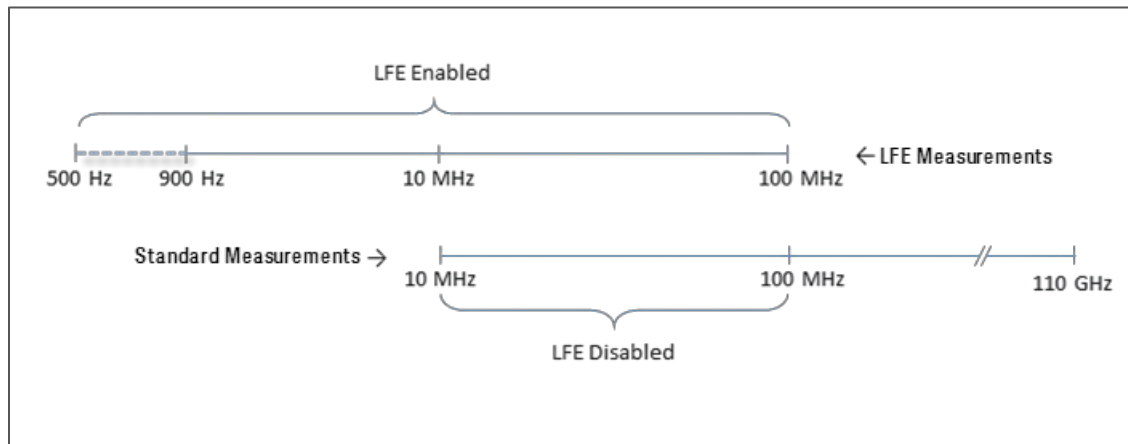 LFE Enabled
500 Hz 900 Hz 10 MHz 100 MHz ← LFE Measurements
Standard Measurements → 10 MHz 100 MHz 110 GHz
LFE Disabled